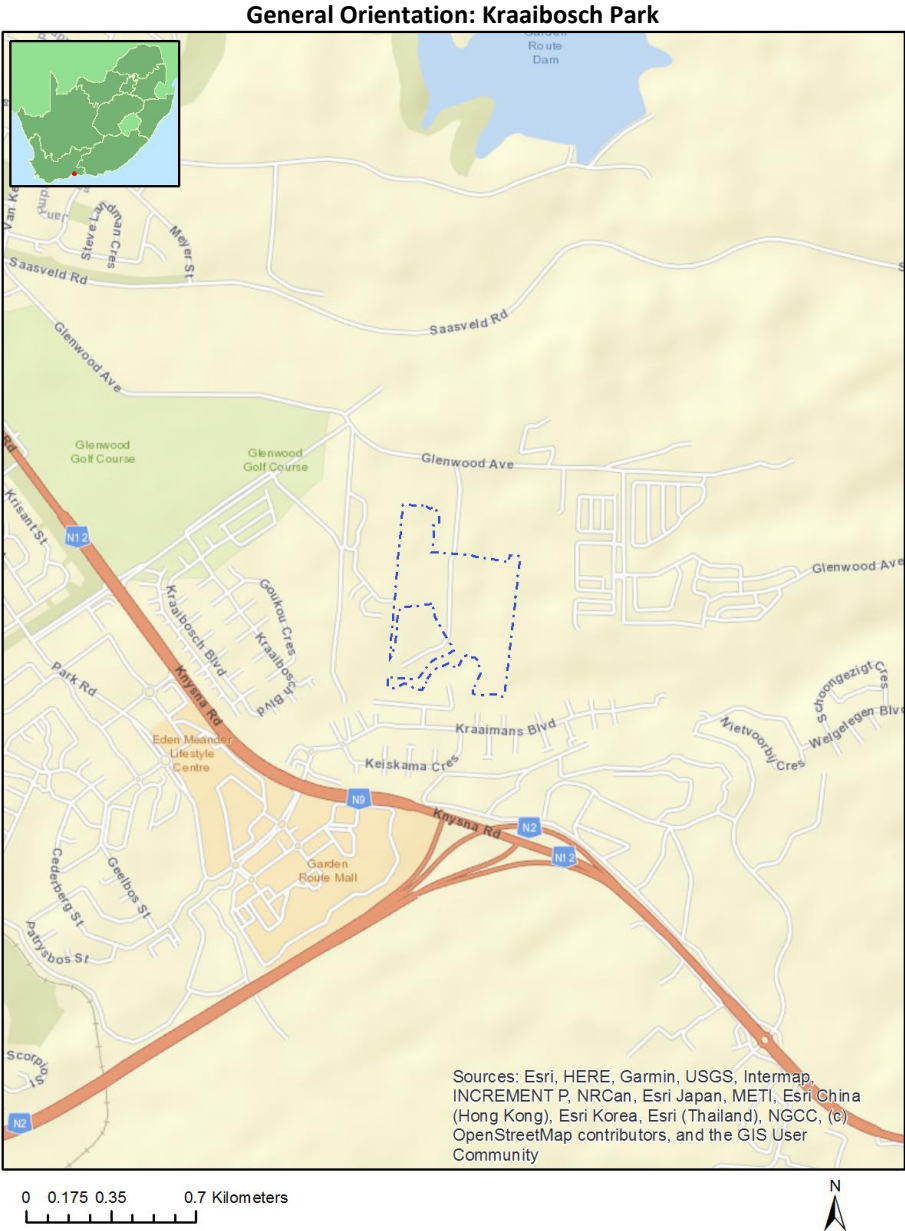 General Orientation: Kraaibosch Park
Garden
Route
Dam
Steve Landman Cres
Meyer St
Saasveld Rd
Saasveld Rd
Glenwood Ave
Glenwood
Golf Course
Glenwood
Golf Course
Glenwood Ave
Rd
Krisant St
N12
Glenwood Ave
Goukou Cres
Kraaibosch Blvd
Kraaibosch Blvd
Park Rd
Knysna Rd
Schoongezigt Cres
Welgelegen Blvd
Nietvoorbij Cres
Kraaimans Blvd
Keiskama Cres
Eden Meander
Lifestyle
Centre
N9
Knysna Rd
N2
N12
Garden
Route Mall
Cederberg St
Geelbos St
Patrysbos St
Scorpio St
N2
Sources: Esri, HERE, Garmin, USGS, Intermap,
INCREMENT P, NRCan, Esri Japan, METI, Esri China
(Hong Kong), Esri Korea, Esri (Thailand), NGCC, (c)
OpenStreetMap contributors, and the GIS User
Community
0 0.175 0.35 0.7 Kilometers
N